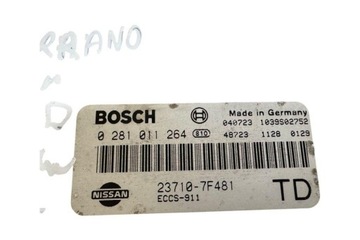 BOSCH
Made in Germany
040723 1039S02752
0 281 011 264 810 48723 1128 0129
NISSAN
23710-7F481
ECCS-911
TD